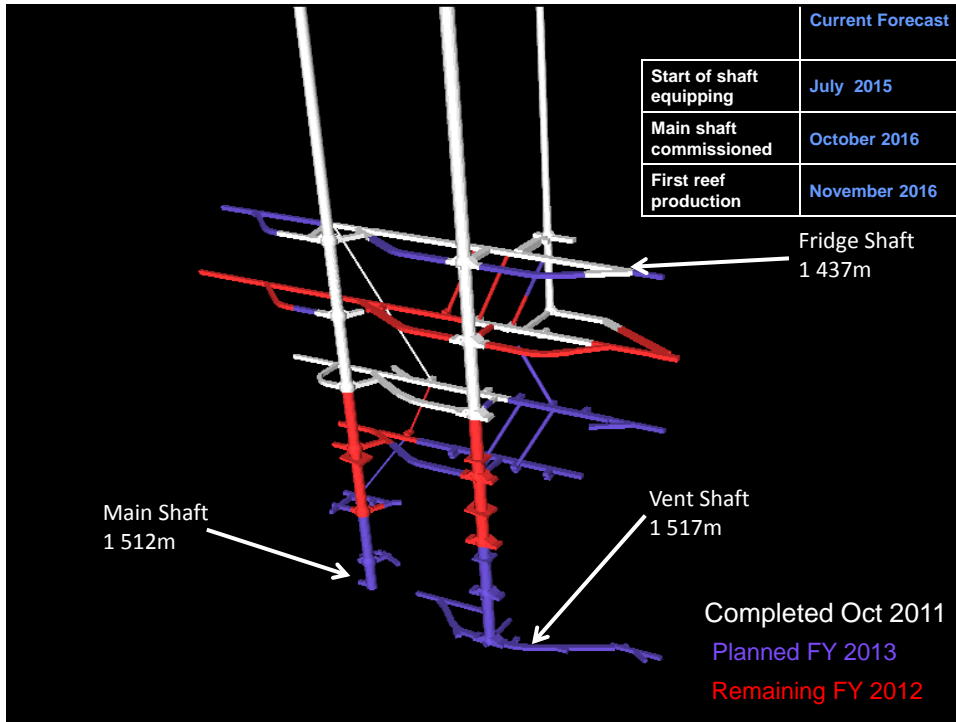 Current Forecast
Start of shaft
equipping
July 2015
Main shaft
commissioned
October 2016
First reef
production
November 2016
Fridge Shaft
1 437m
Main Shaft
1 512m
Vent Shaft
1 517m
Completed Oct 2011
Planned FY 2013
Remaining FY 2012